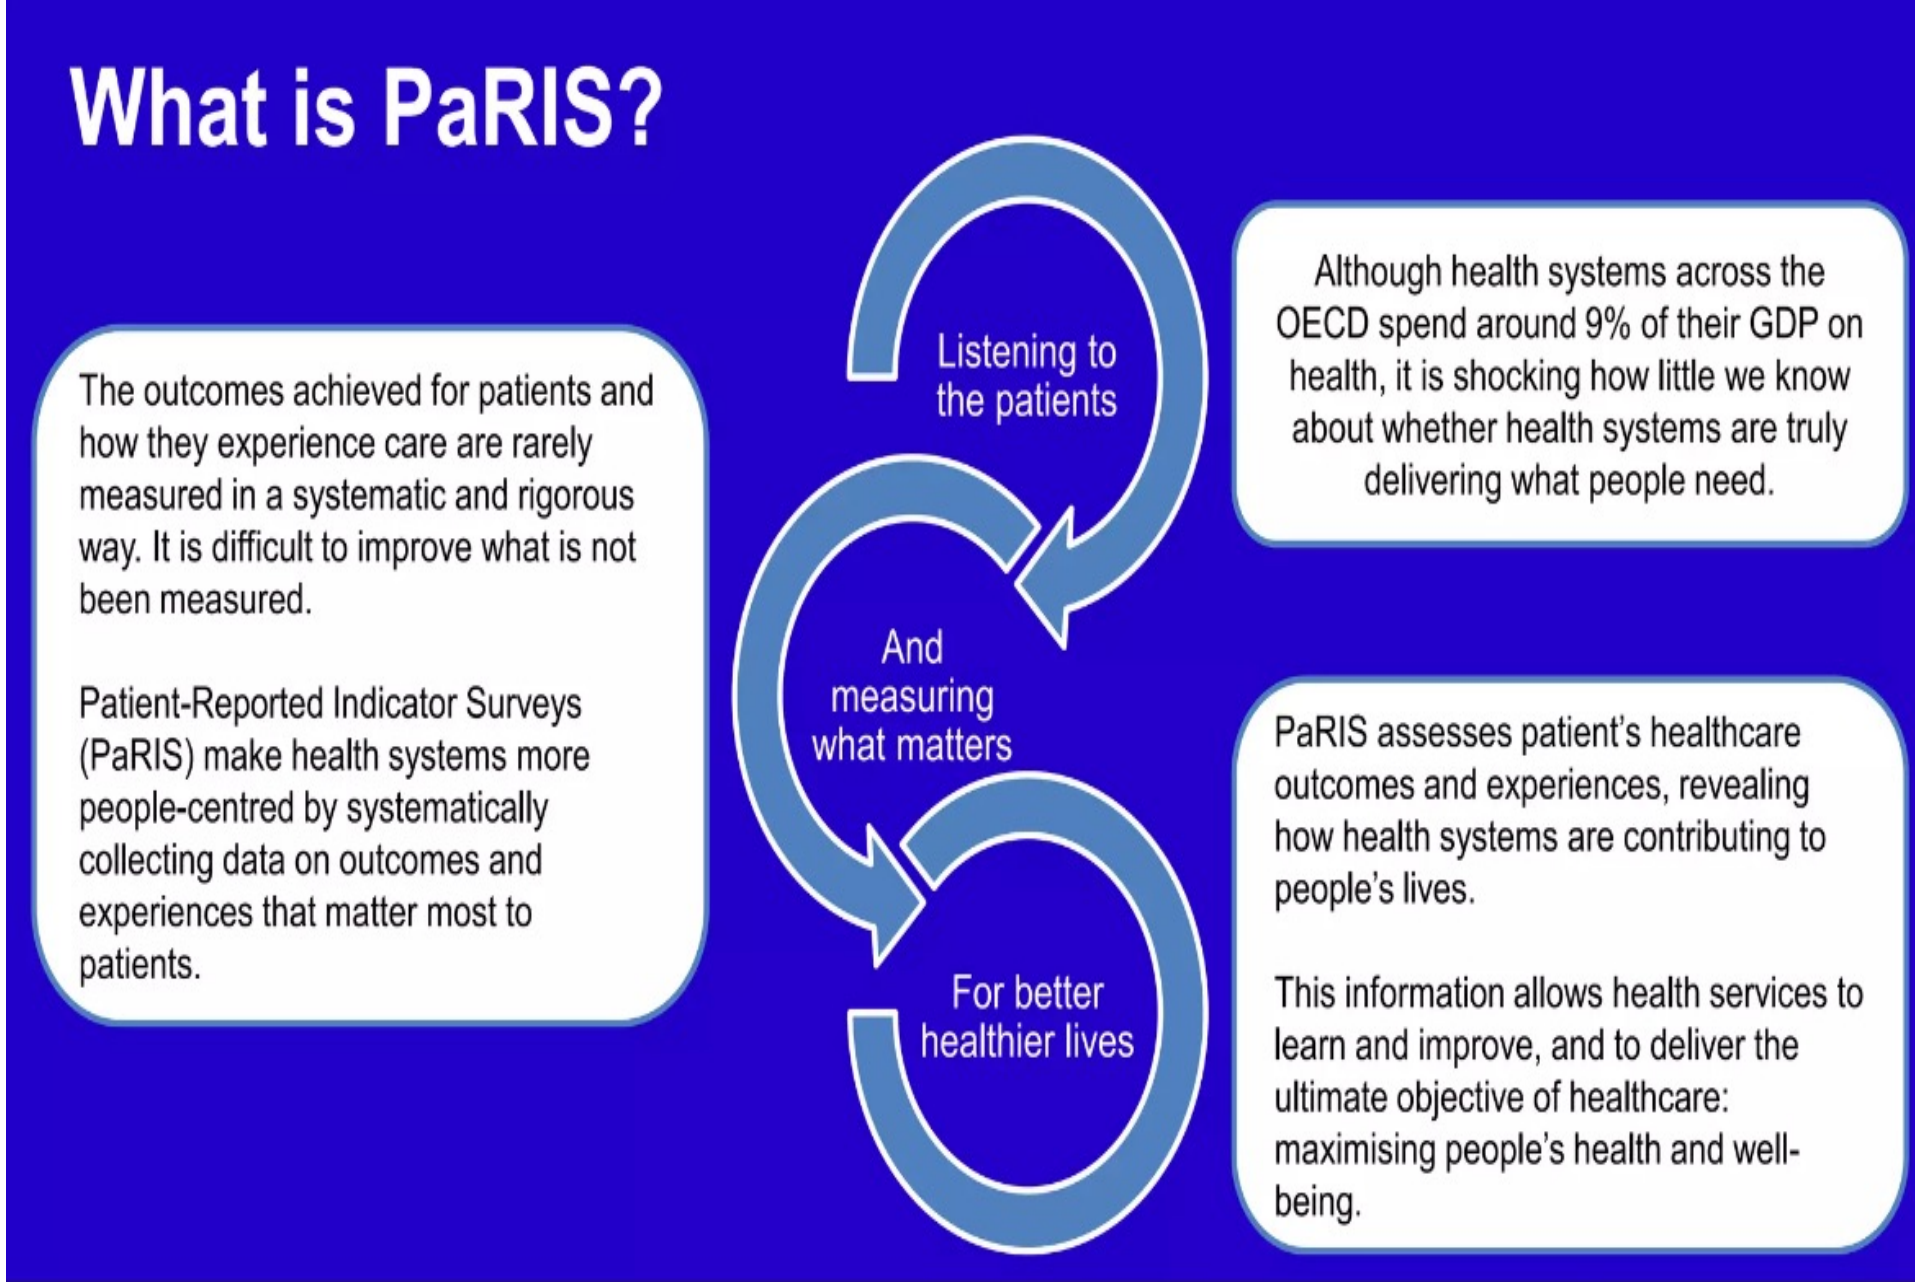 What is PaRIS?
The outcomes achieved for patients and
how they experience care are rarely
measured in a systematic and rigorous
way. It is difficult to improve what is not
been measured.
Patient-Reported Indicator Surveys
(PaRIS) make health systems more
people-centred by systematically
collecting data on outcomes and
experiences that matter most to
patients.
Listening to
the patients
And
measuring
what matters
For better
healthier lives
Although health systems across the
OECD spend around 9% of their GDP on
health, it is shocking how little we know
about whether health systems are truly
delivering what people need.
PaRIS assesses patient’s healthcare
outcomes and experiences, revealing
how health systems are contributing to
people’s lives.
This information allows health services to
learn and improve, and to deliver the
ultimate objective of healthcare:
maximising people’s health and well-
being.